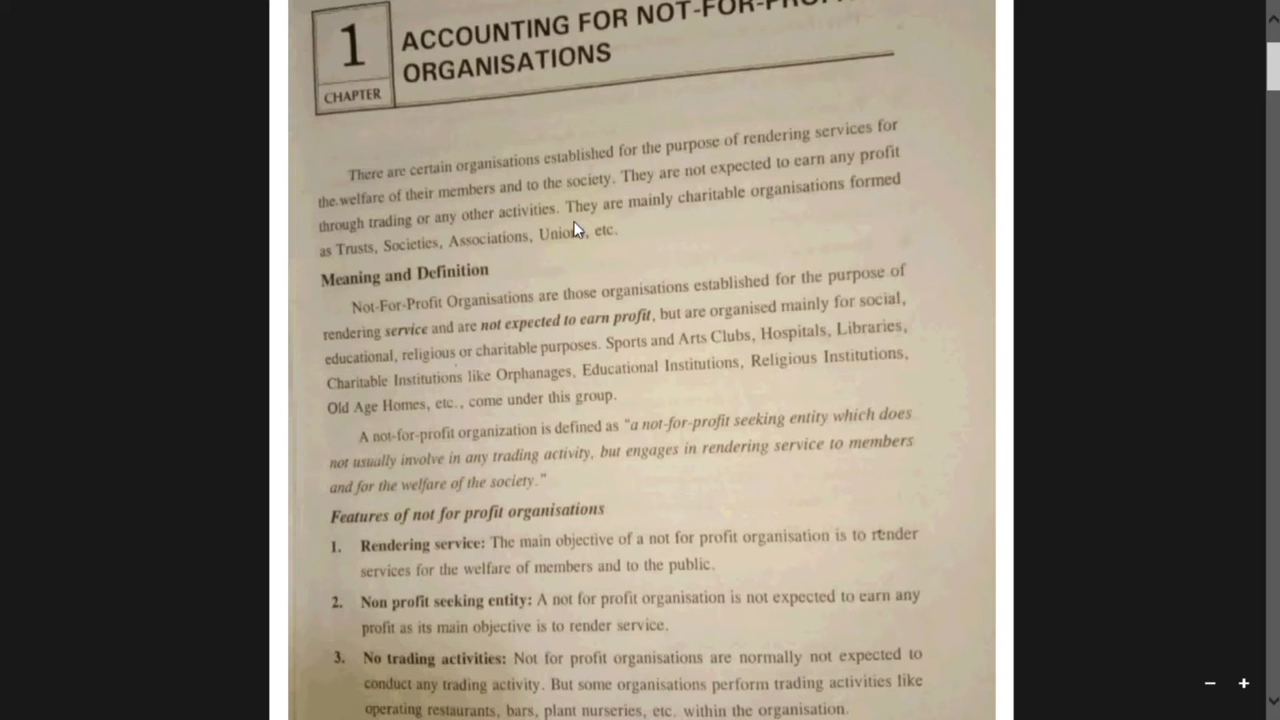 1
CHAPTER
ACCOUNTING FOR NOT-FOR-
ORGANISATIONS
There are certain organisations established for the purpose of rendering services for
the welfare of their members and to the society. They are not expected to earn any profit
through trading or any other activities. They are mainly charitable organisations formed
as Trusts, Societies, Associations, Unions, etc.
Meaning and Definition
Not-For-Profit Organisations are those organisations established for the purpose of
rendering service and are not expected to earn profit, but are organised mainly for social,
educational, religious or charitable purposes. Sports and Arts Clubs, Hospitals, Libraries,
Charitable Institutions like Orphanages, Educational Institutions, Religious Institutions,
Old Age Homes, etc., come under this group.
A not-for-profit organization is defined as "a not-for-profit seeking entity which does
not usually involve in any trading activity, but engages in rendering service to members
and for the welfare of the society."
Features of not for profit organisations
1. Rendering service: The main objective of a not for profit organisation is to render
services for the welfare of members and to the public.
2. Non profit seeking entity: A not for profit organisation is not expected to earn any
profit as its main objective is to render service.
3. No trading activities: Not for profit organisations are normally not expected to
conduct any trading activity. But some organisations perform trading activities like
operating restaurants, bars, plant nurseries, etc. within the organisation.